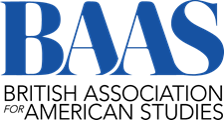 BAAS
BRITISH ASSOCIATION
FOR AMERICAN STUDIES